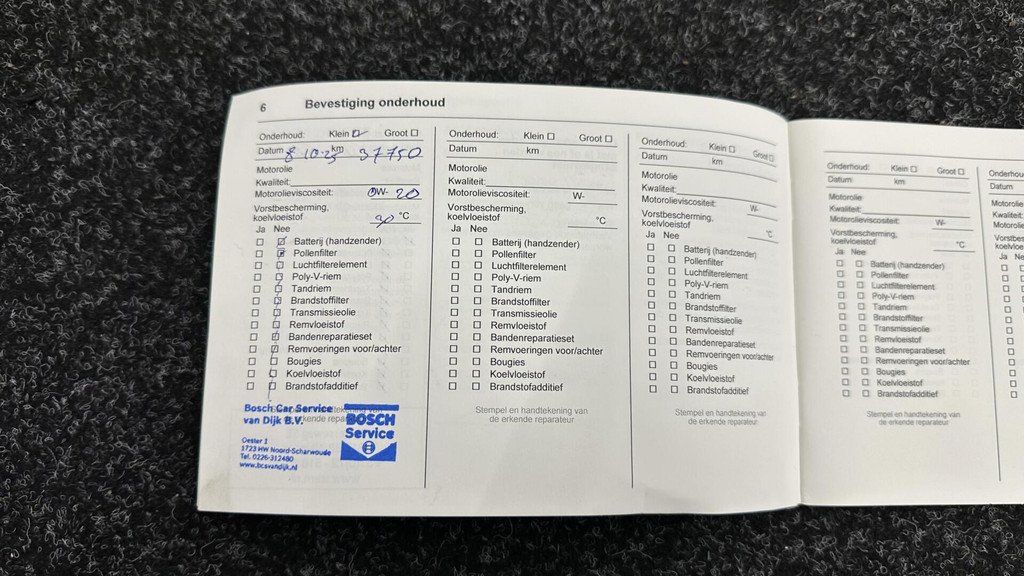 6 Bevestiging onderhoud
Onderhoud: Klein Groot
Datum 8 10-25 km 37750
Motorolie
Kwaliteit:
Motorolieviscositeit: 0W- 20
Vorstbescherming,
koelvloeistof 30 °C
Ja Nee
Batterij (handzender)
Pollenfilter
Luchtfilterelement
Poly-V-riem
Tandriem
Brandstoffilter
Transmissieolie
Remvloeistof
Bandenreparatieset
Remvoeringen voor/achter
Bougies
Koelvloeistof
Brandstofadditief
Bosch Car Service
van Dijk B.V.
Oester 1
1723 HW Noord-Scharwoude
Tel. 0226-312480
www.bcsvandijk.nl
BOSCH
Service
Onderhoud: Klein Groot
Datum km
Motorolie
Kwaliteit:
Motorolieviscositeit: W-
Vorstbescherming,
koelvloeistof °C
Ja Nee
Batterij (handzender)
Pollenfilter
Luchtfilterelement
Poly-V-riem
Tandriem
Brandstoffilter
Transmissieolie
Remvloeistof
Bandenreparatieset
Remvoeringen voor/achter
Bougies
Koelvloeistof
Brandstofadditief
Stempel en handtekening van
de erkende reparateur
Onderhoud: Klein Groot
Datum km
Motorolie
Kwaliteit:
Motorolieviscositeit: W-
Vorstbescherming,
koelvloeistof °C
Ja Nee
Batterij (handzender)
Pollenfilter
Luchtfilterelement
Poly-V-riem
Tandriem
Brandstoffilter
Transmissieolie
Remvloeistof
Bandenreparatieset
Remvoeringen voor/achter
Bougies
Koelvloeistof
Brandstofadditief
Stempel en handtekening van
de erkende reparateur
Onderhoud: Klein Groot
Datum km
Motorolie
Kwaliteit:
Motorolieviscositeit: W-
Vorstbescherming,
koelvloeistof °C
Ja Nee
Batterij (handzender)
Pollenfilter
Luchtfilterelement
Poly-V-riem
Tandriem
Brandstoffilter
Transmissieolie
Remvloeistof
Bandenreparatieset
Remvoeringen voor/achter
Bougies
Koelvloeistof
Brandstofadditief
Stempel en handtekening van
de erkende reparateur
Onderhoud:
Datum